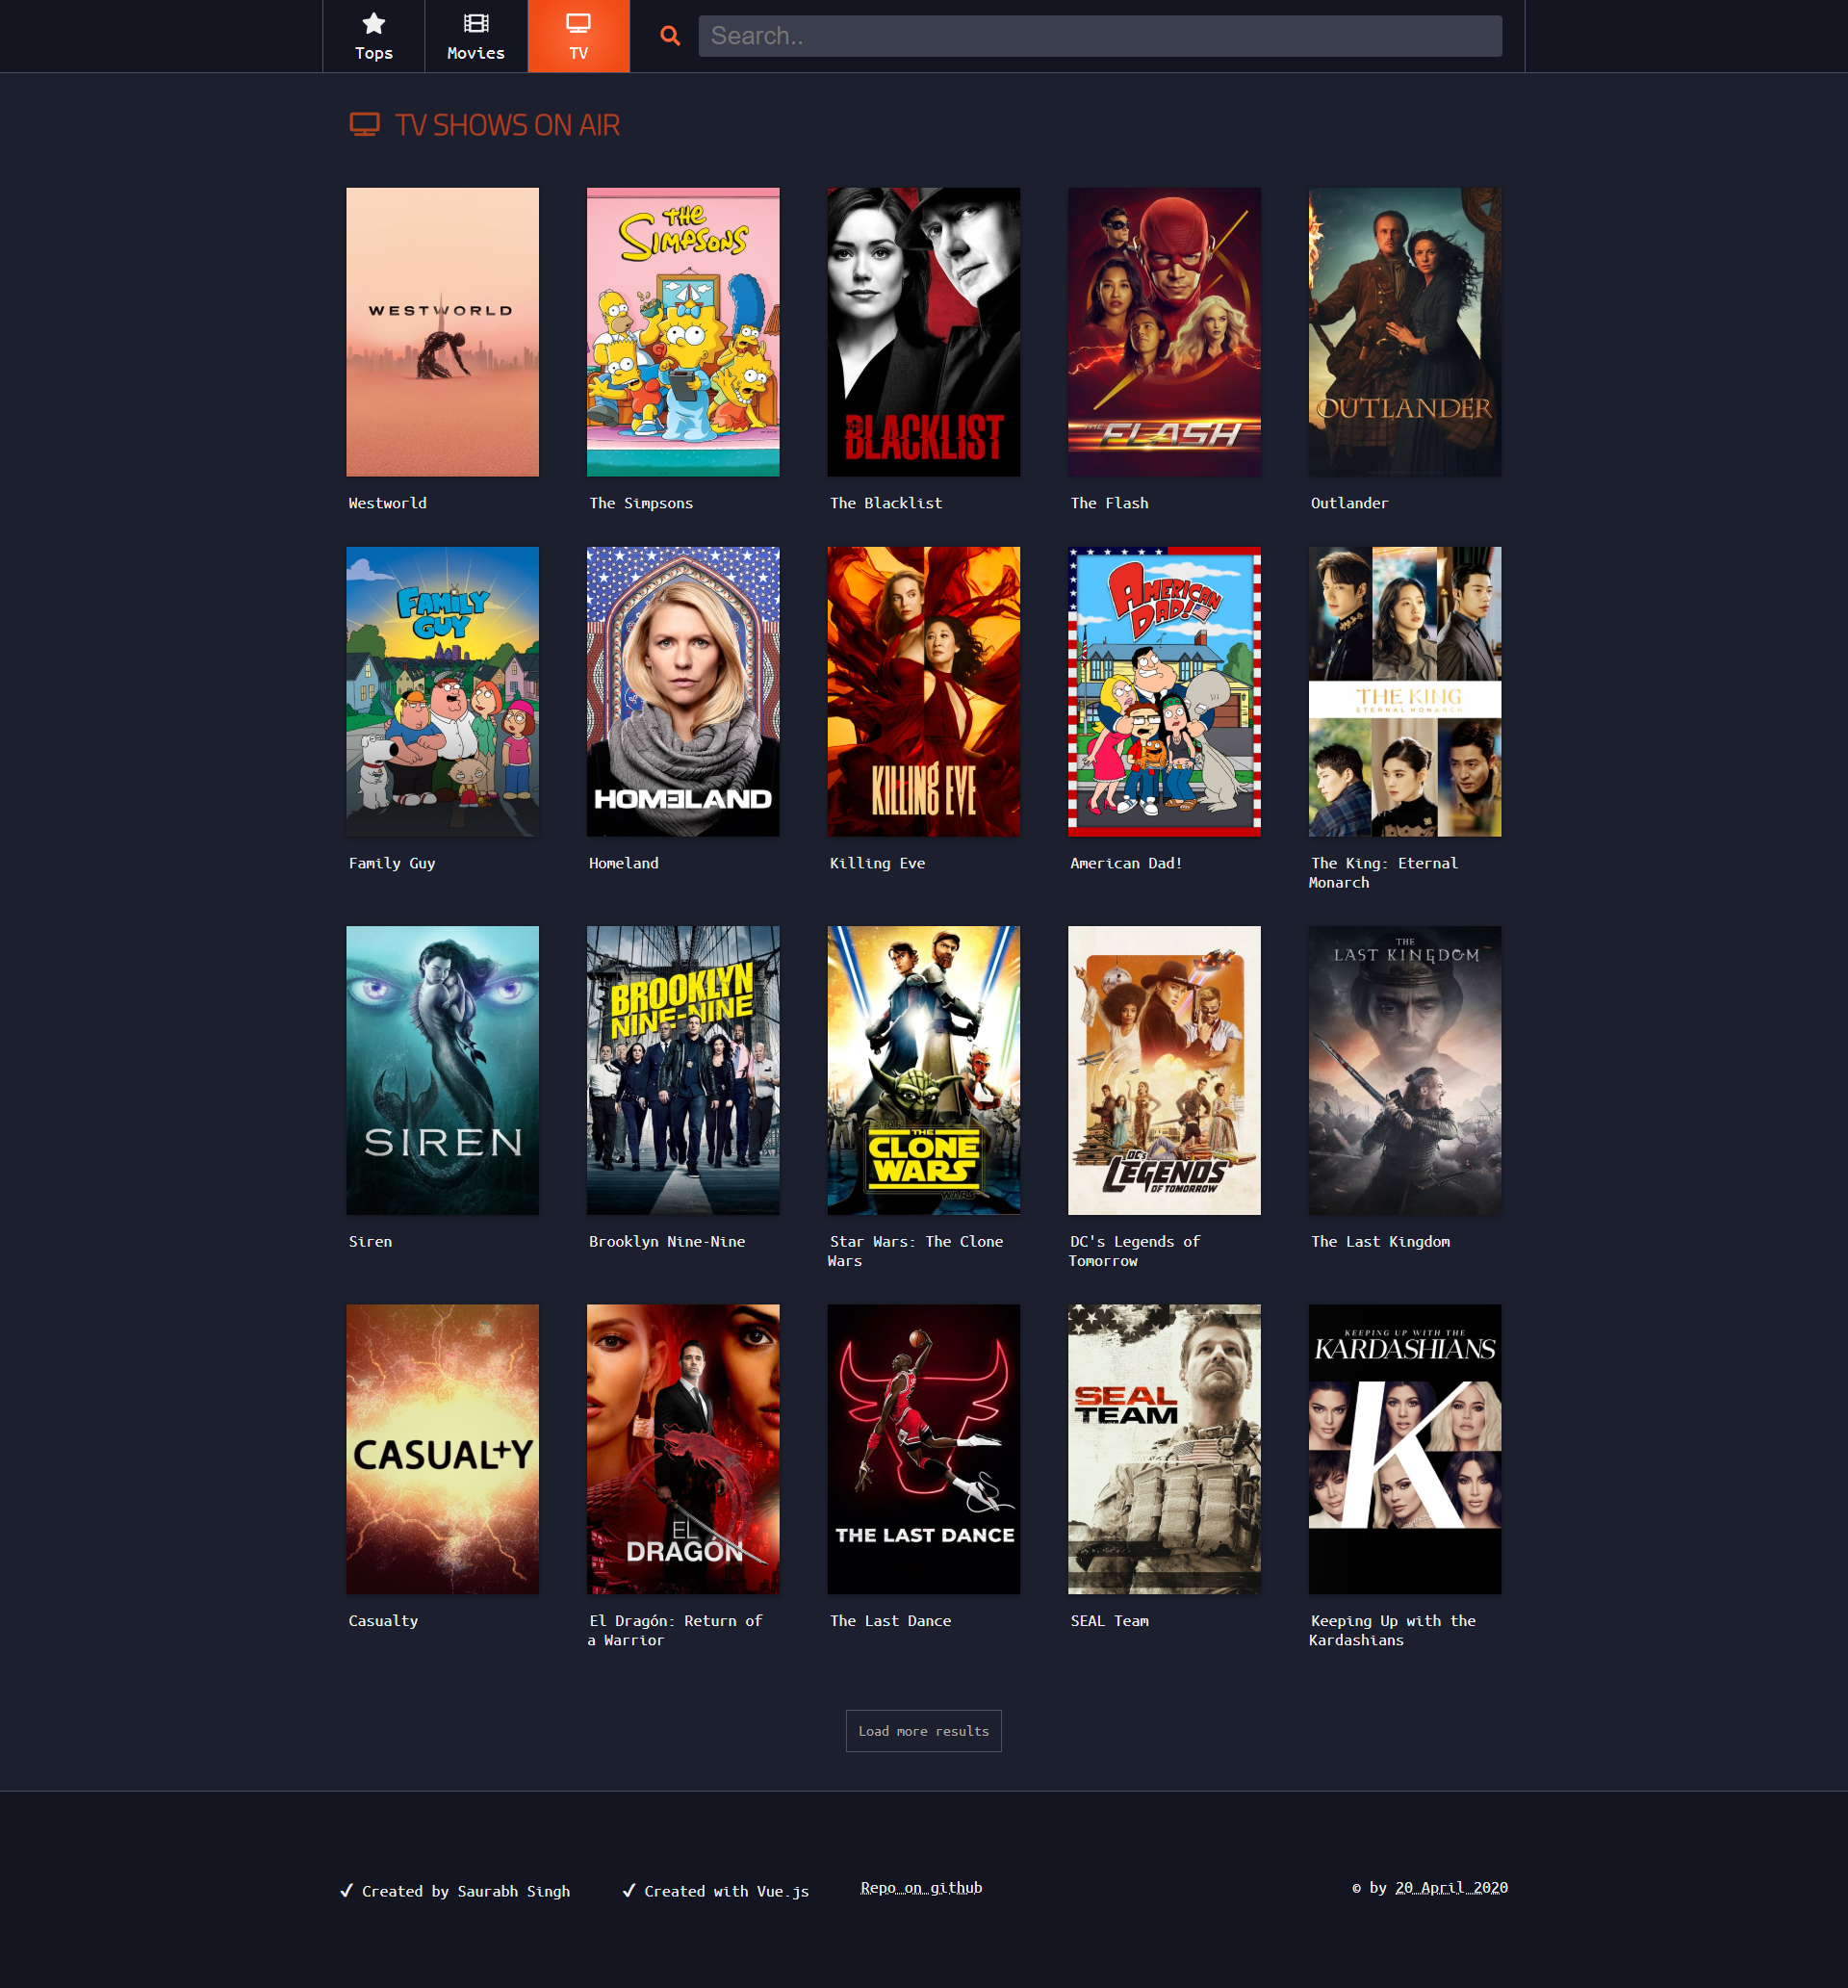 Tops
Movies
TV
Search..
TV SHOWS ON AIR
WESTWORLD
THE
SIMPSONS
THE
BLACKLIST
THE
FLASH
OUTLANDER
Westworld
The Simpsons
The Blacklist
The Flash
Outlander
FAMILY
GUY
HOMELAND
KILLING EVE
AMERICAN
DAD!
THE KING
ETERNAL MONARCH
Family Guy
Homeland
Killing Eve
American Dad!
The King: Eternal
Monarch
SIREN
BROOKLYN
NINE-NINE
THE
CLONE
WARS
DC'S
LEGENDS
OF TOMORROW
THE
LAST KINGDOM
Siren
Brooklyn Nine-Nine
Star Wars: The Clone
Wars
DC's Legends of
Tomorrow
The Last Kingdom
CASUAL+Y
EL
DRAGÓN
THE LAST DANCE
SEAL
TEAM
KEEPING UP WITH THE
KARDASHIANS
K
Casualty
El Dragón: Return of
a Warrior
The Last Dance
SEAL Team
Keeping Up with the
Kardashians
Load more results
✓ Created by Saurabh Singh
✓ Created with Vue.js
Repo on github
© by 20 April 2020